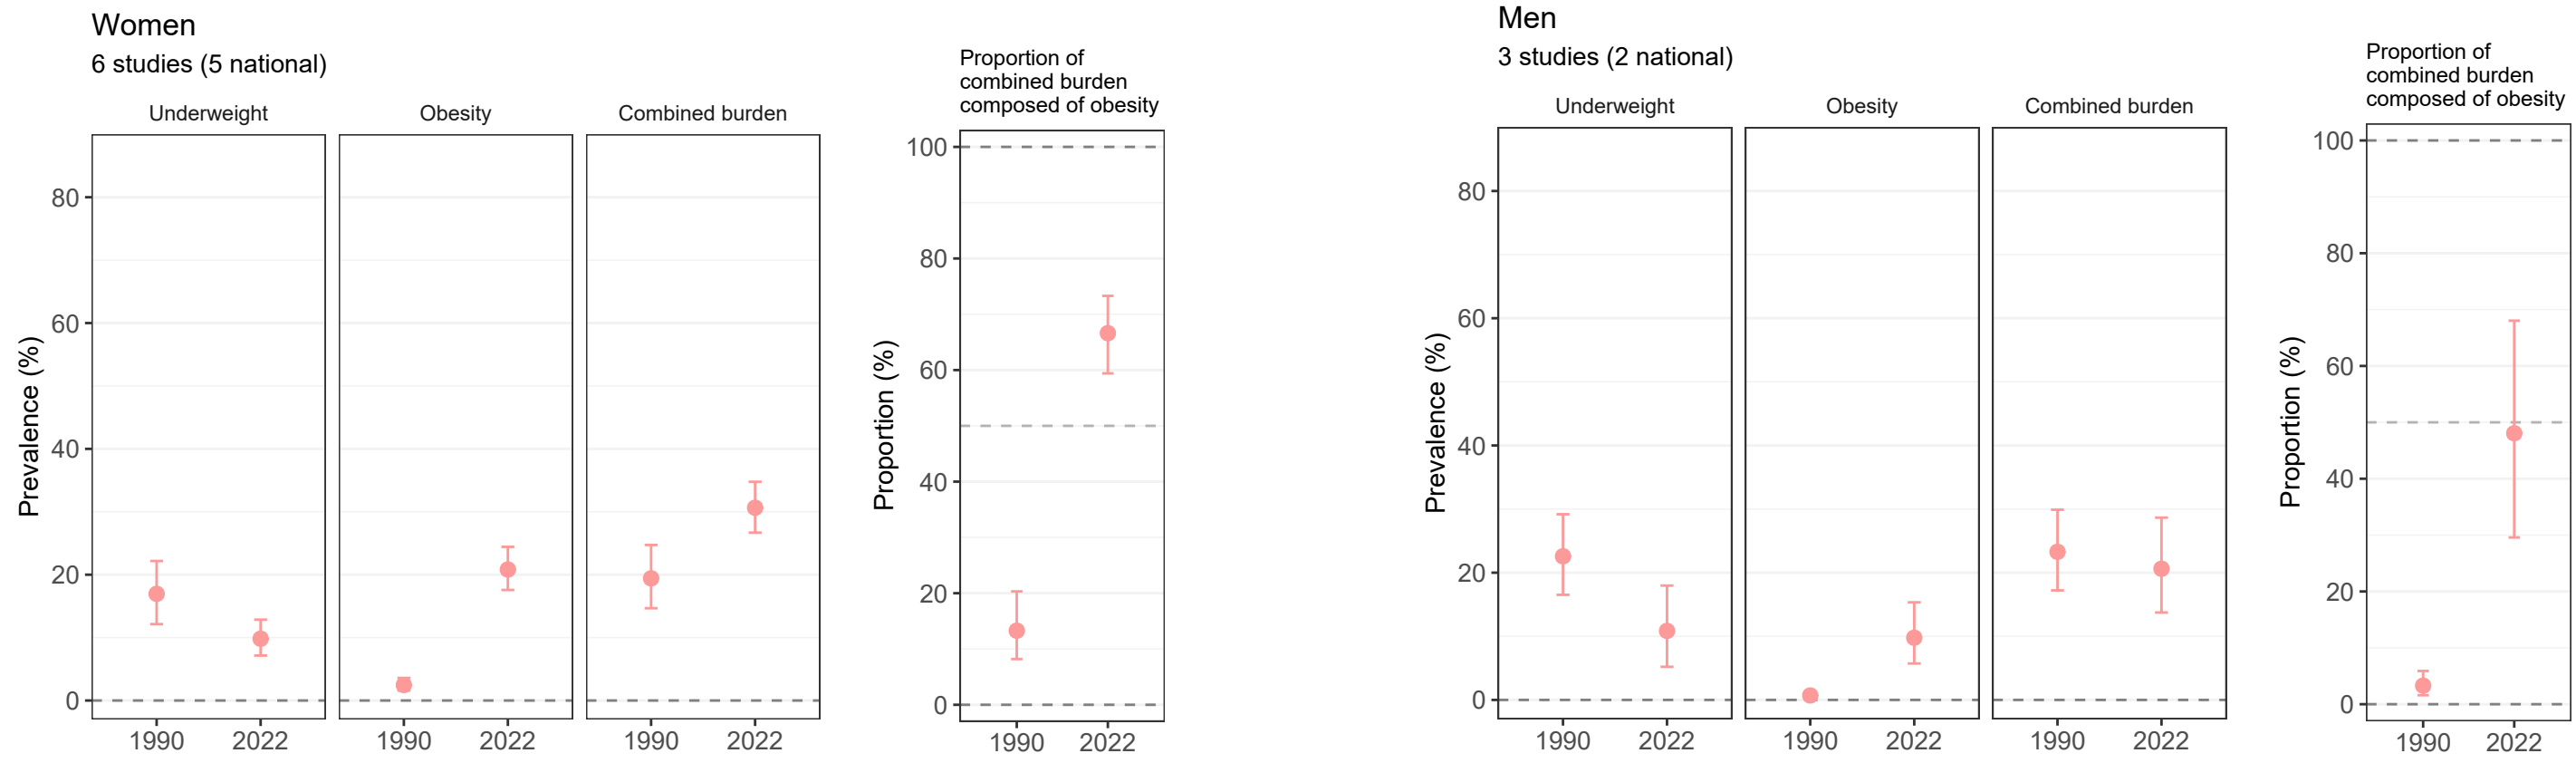 Women
6 studies (5 national)
Underweight
Obesity
Combined burden
Prevalence (%)
80
60
40
20
0
1990 2022
1990 2022
1990 2022
Proportion of
combined burden
composed of obesity
Proportion (%)
100
80
60
40
20
0
1990 2022
Men
3 studies (2 national)
Underweight
Obesity
Combined burden
Prevalence (%)
80
60
40
20
0
1990 2022
1990 2022
1990 2022
Proportion of
combined burden
composed of obesity
Proportion (%)
100
80
60
40
20
0
1990 2022